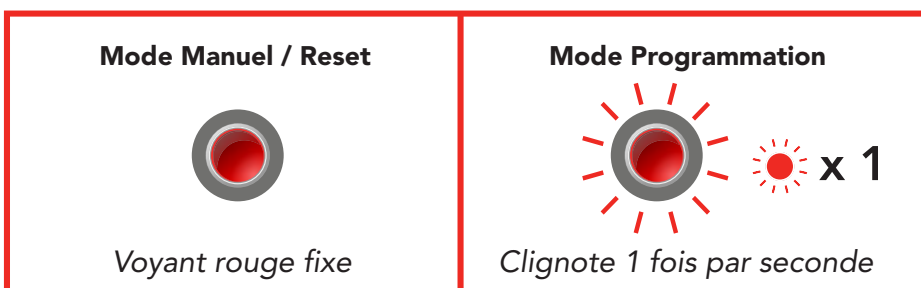 Mode Manuel / Reset
Voyant rouge fixe
Mode Programmation
x 1
Clignote 1 fois par seconde